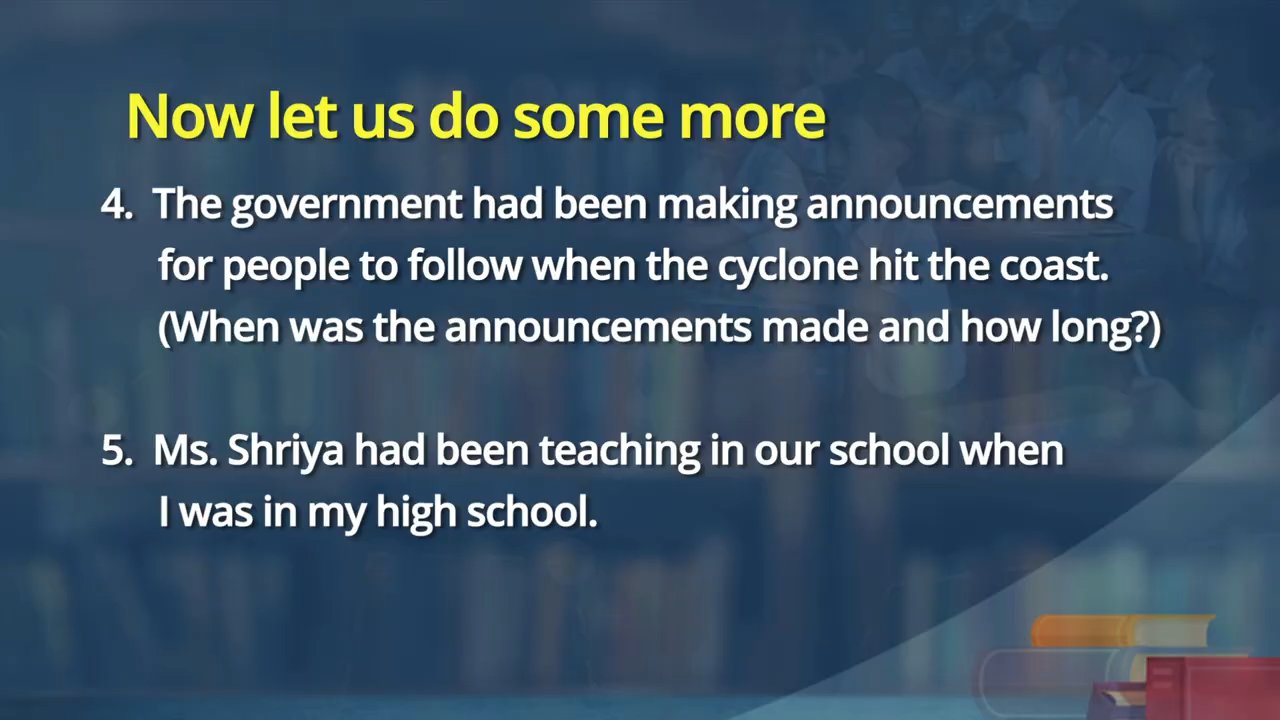 Now let us do some more
4. The government had been making announcements
for people to follow when the cyclone hit the coast.
(When was the announcements made and how long?)
5. Ms. Shriya had been teaching in our school when
I was in my high school.